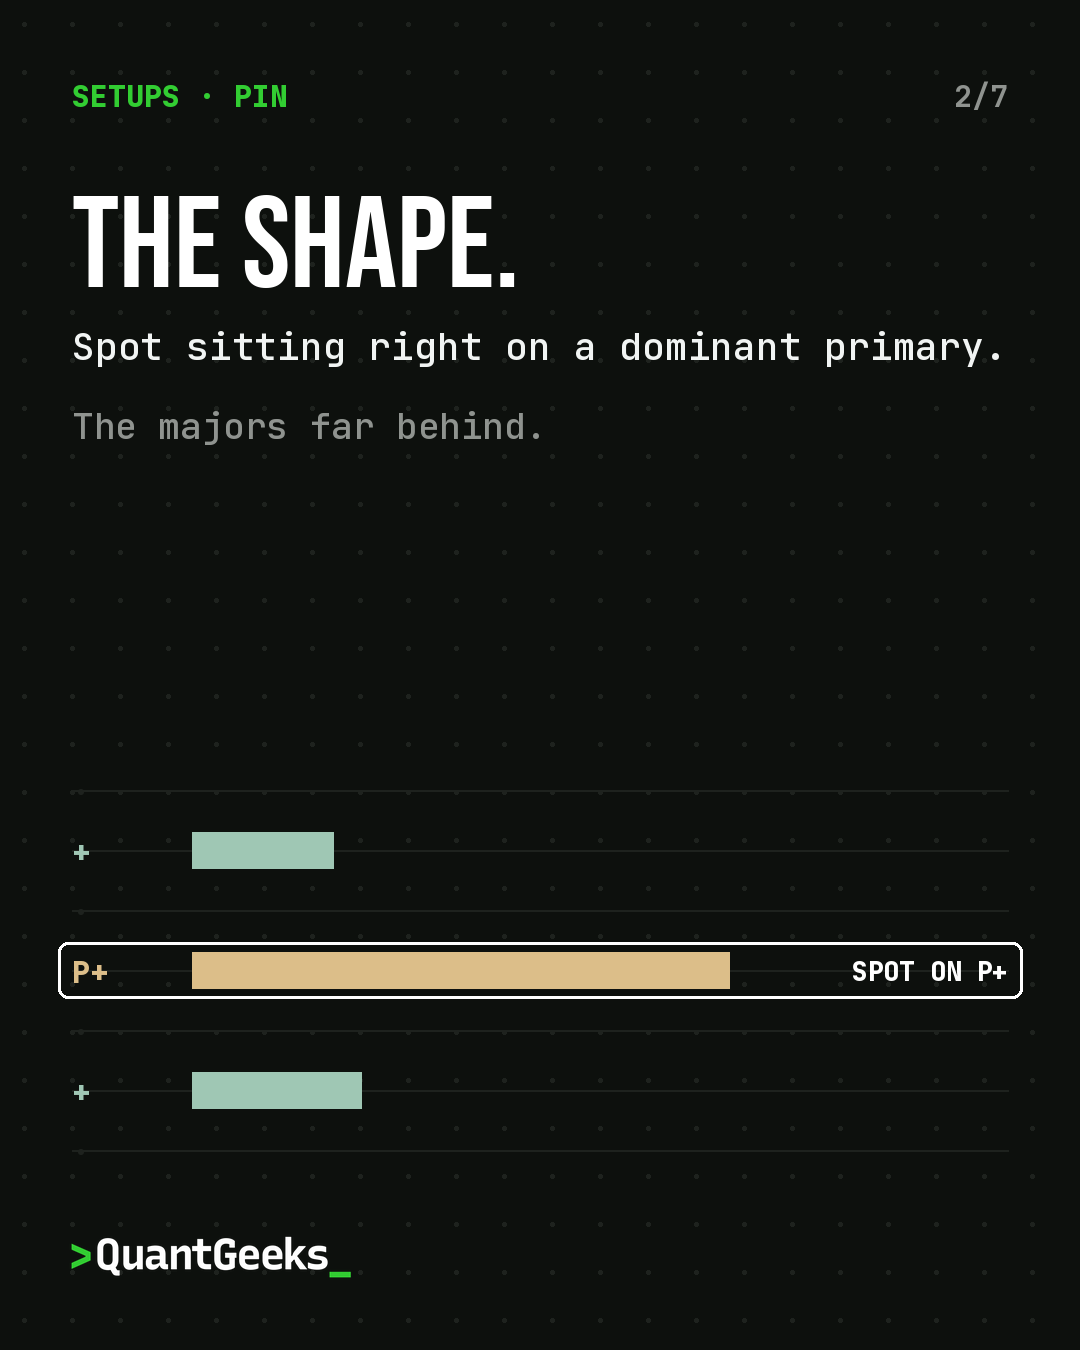 SETUPS · PIN
2/7
THE SHAPE.
Spot sitting right on a dominant primary.
The majors far behind.
+
P+
SPOT ON P+
+
>QuantGeeks_